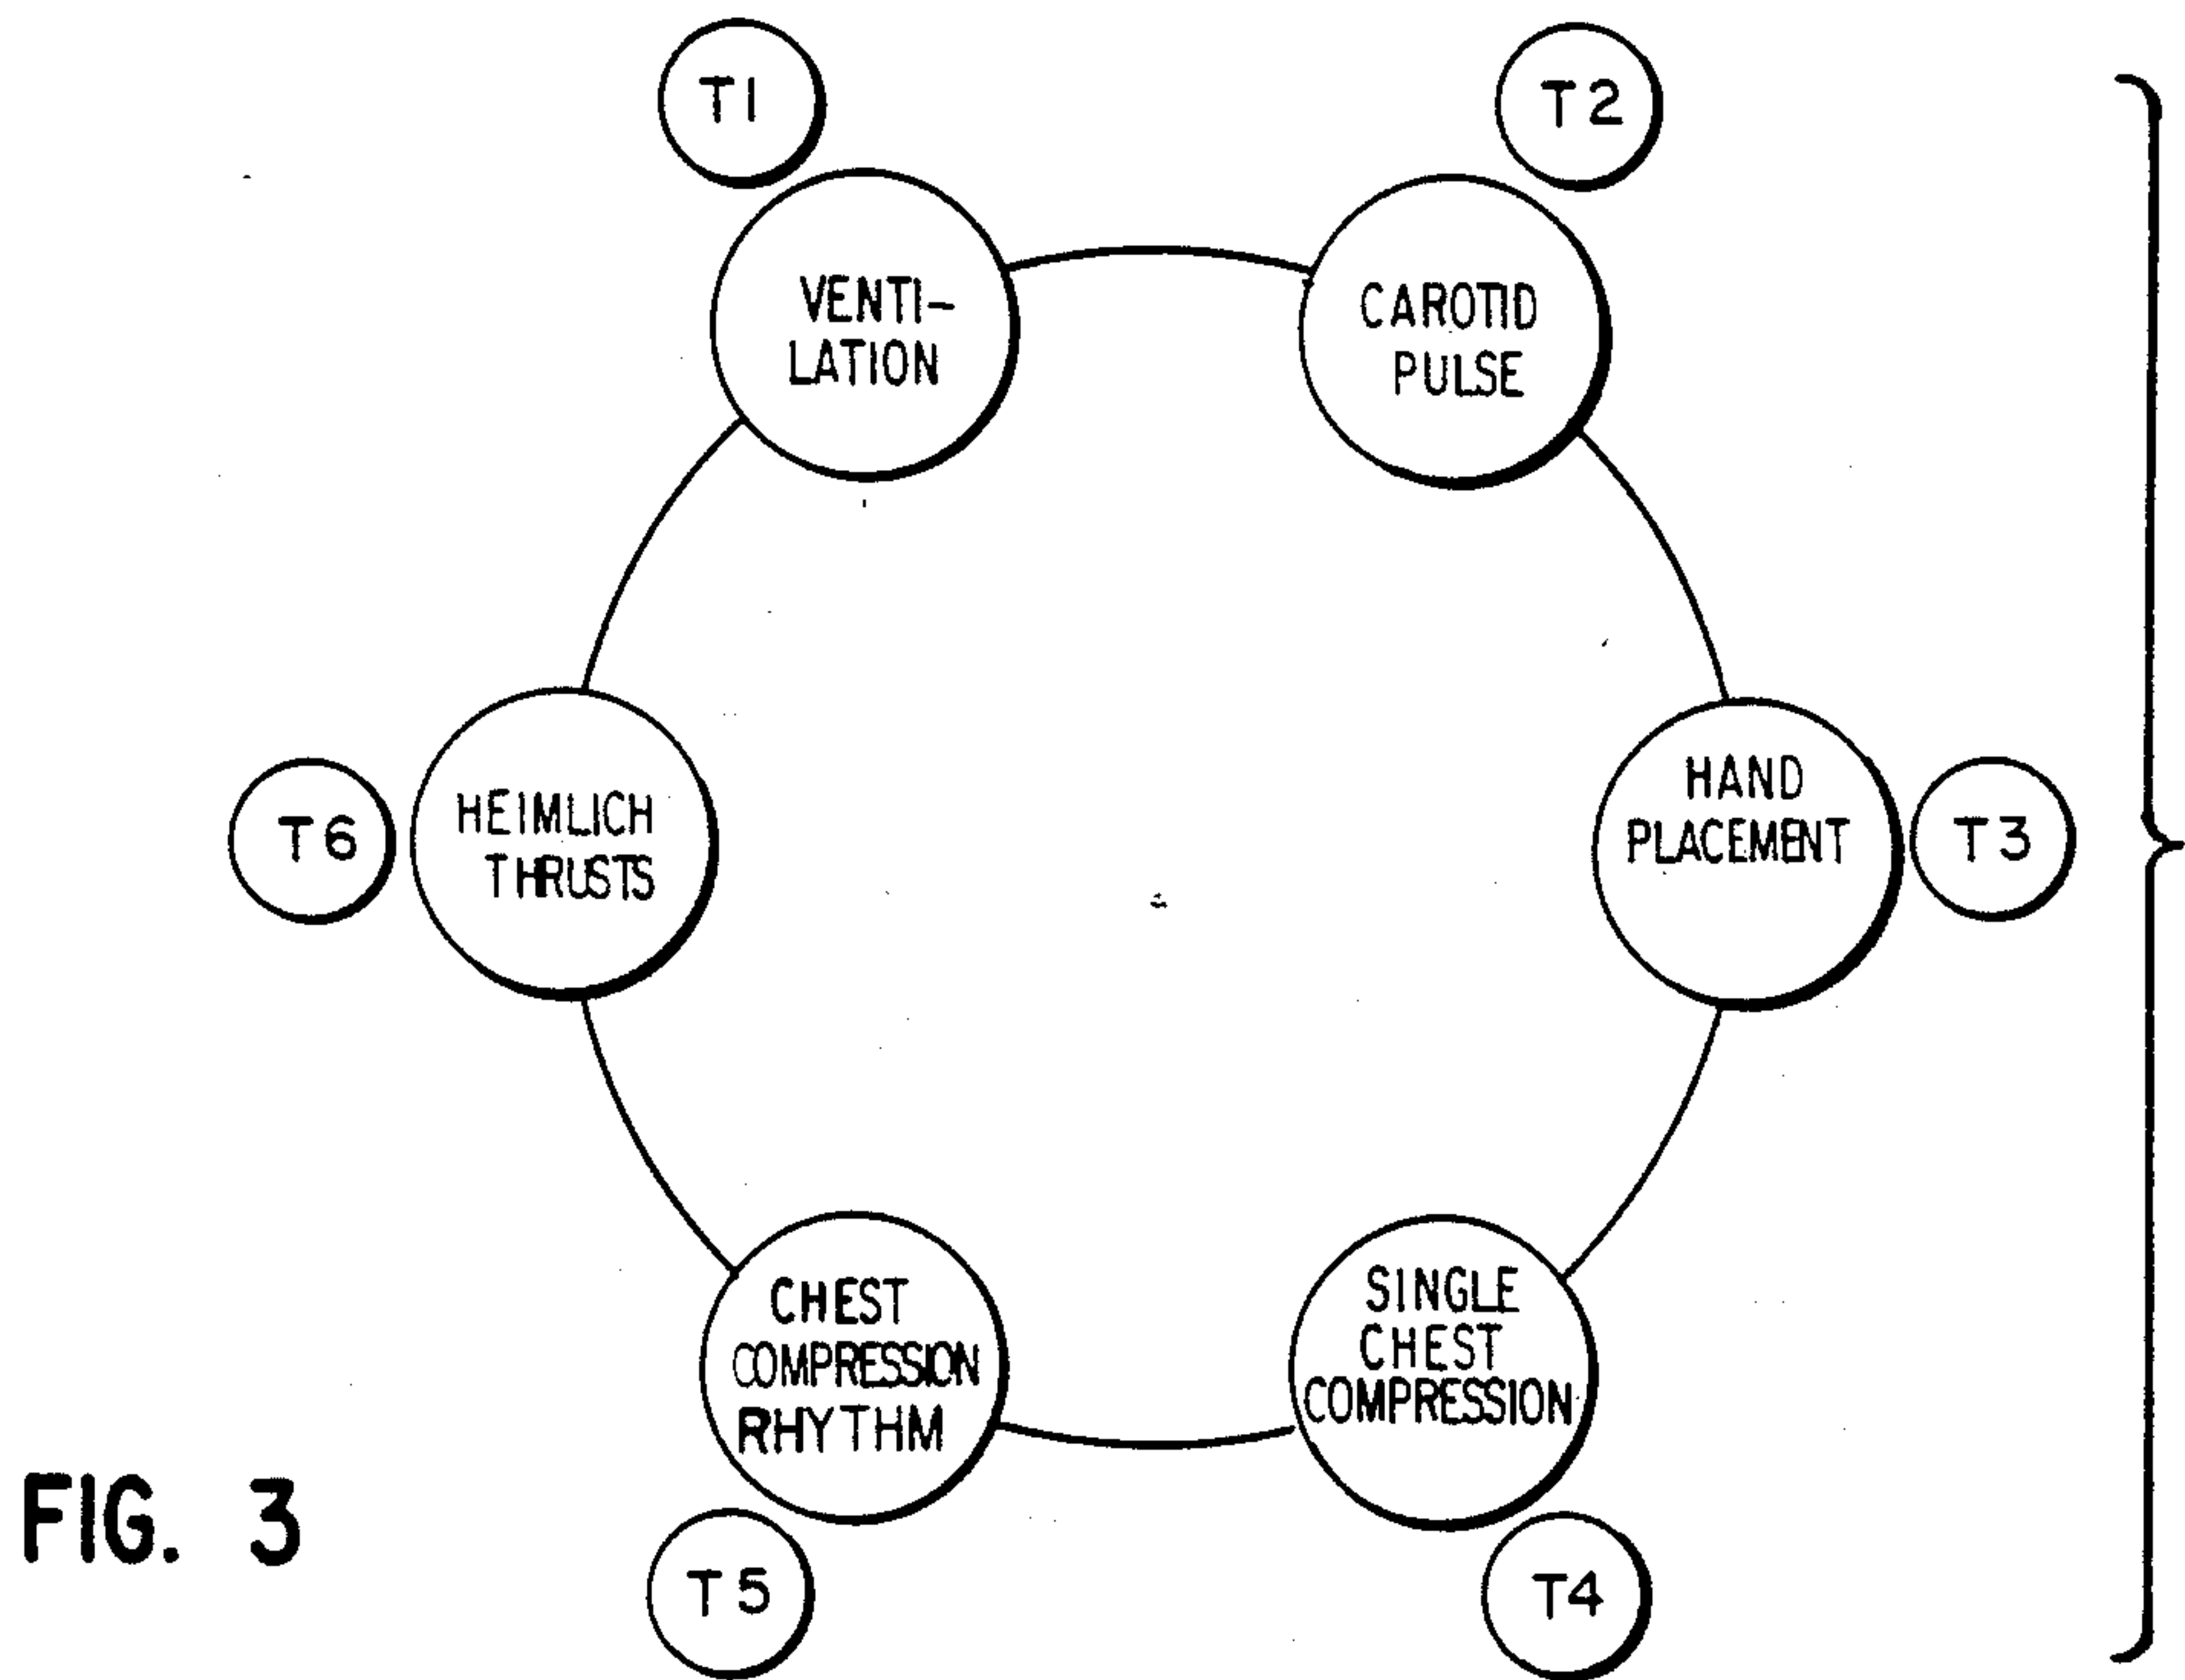 T1
T2
VENTI-
LATION
CAROTID
PULSE
HEIMLICH
THRUSTS
T6
HAND
PLACEMENT
T3
CHEST
COMPRESSION
RHYTHM
SINGLE
CHEST
COMPRESSION
T5
T4
FIG. 3